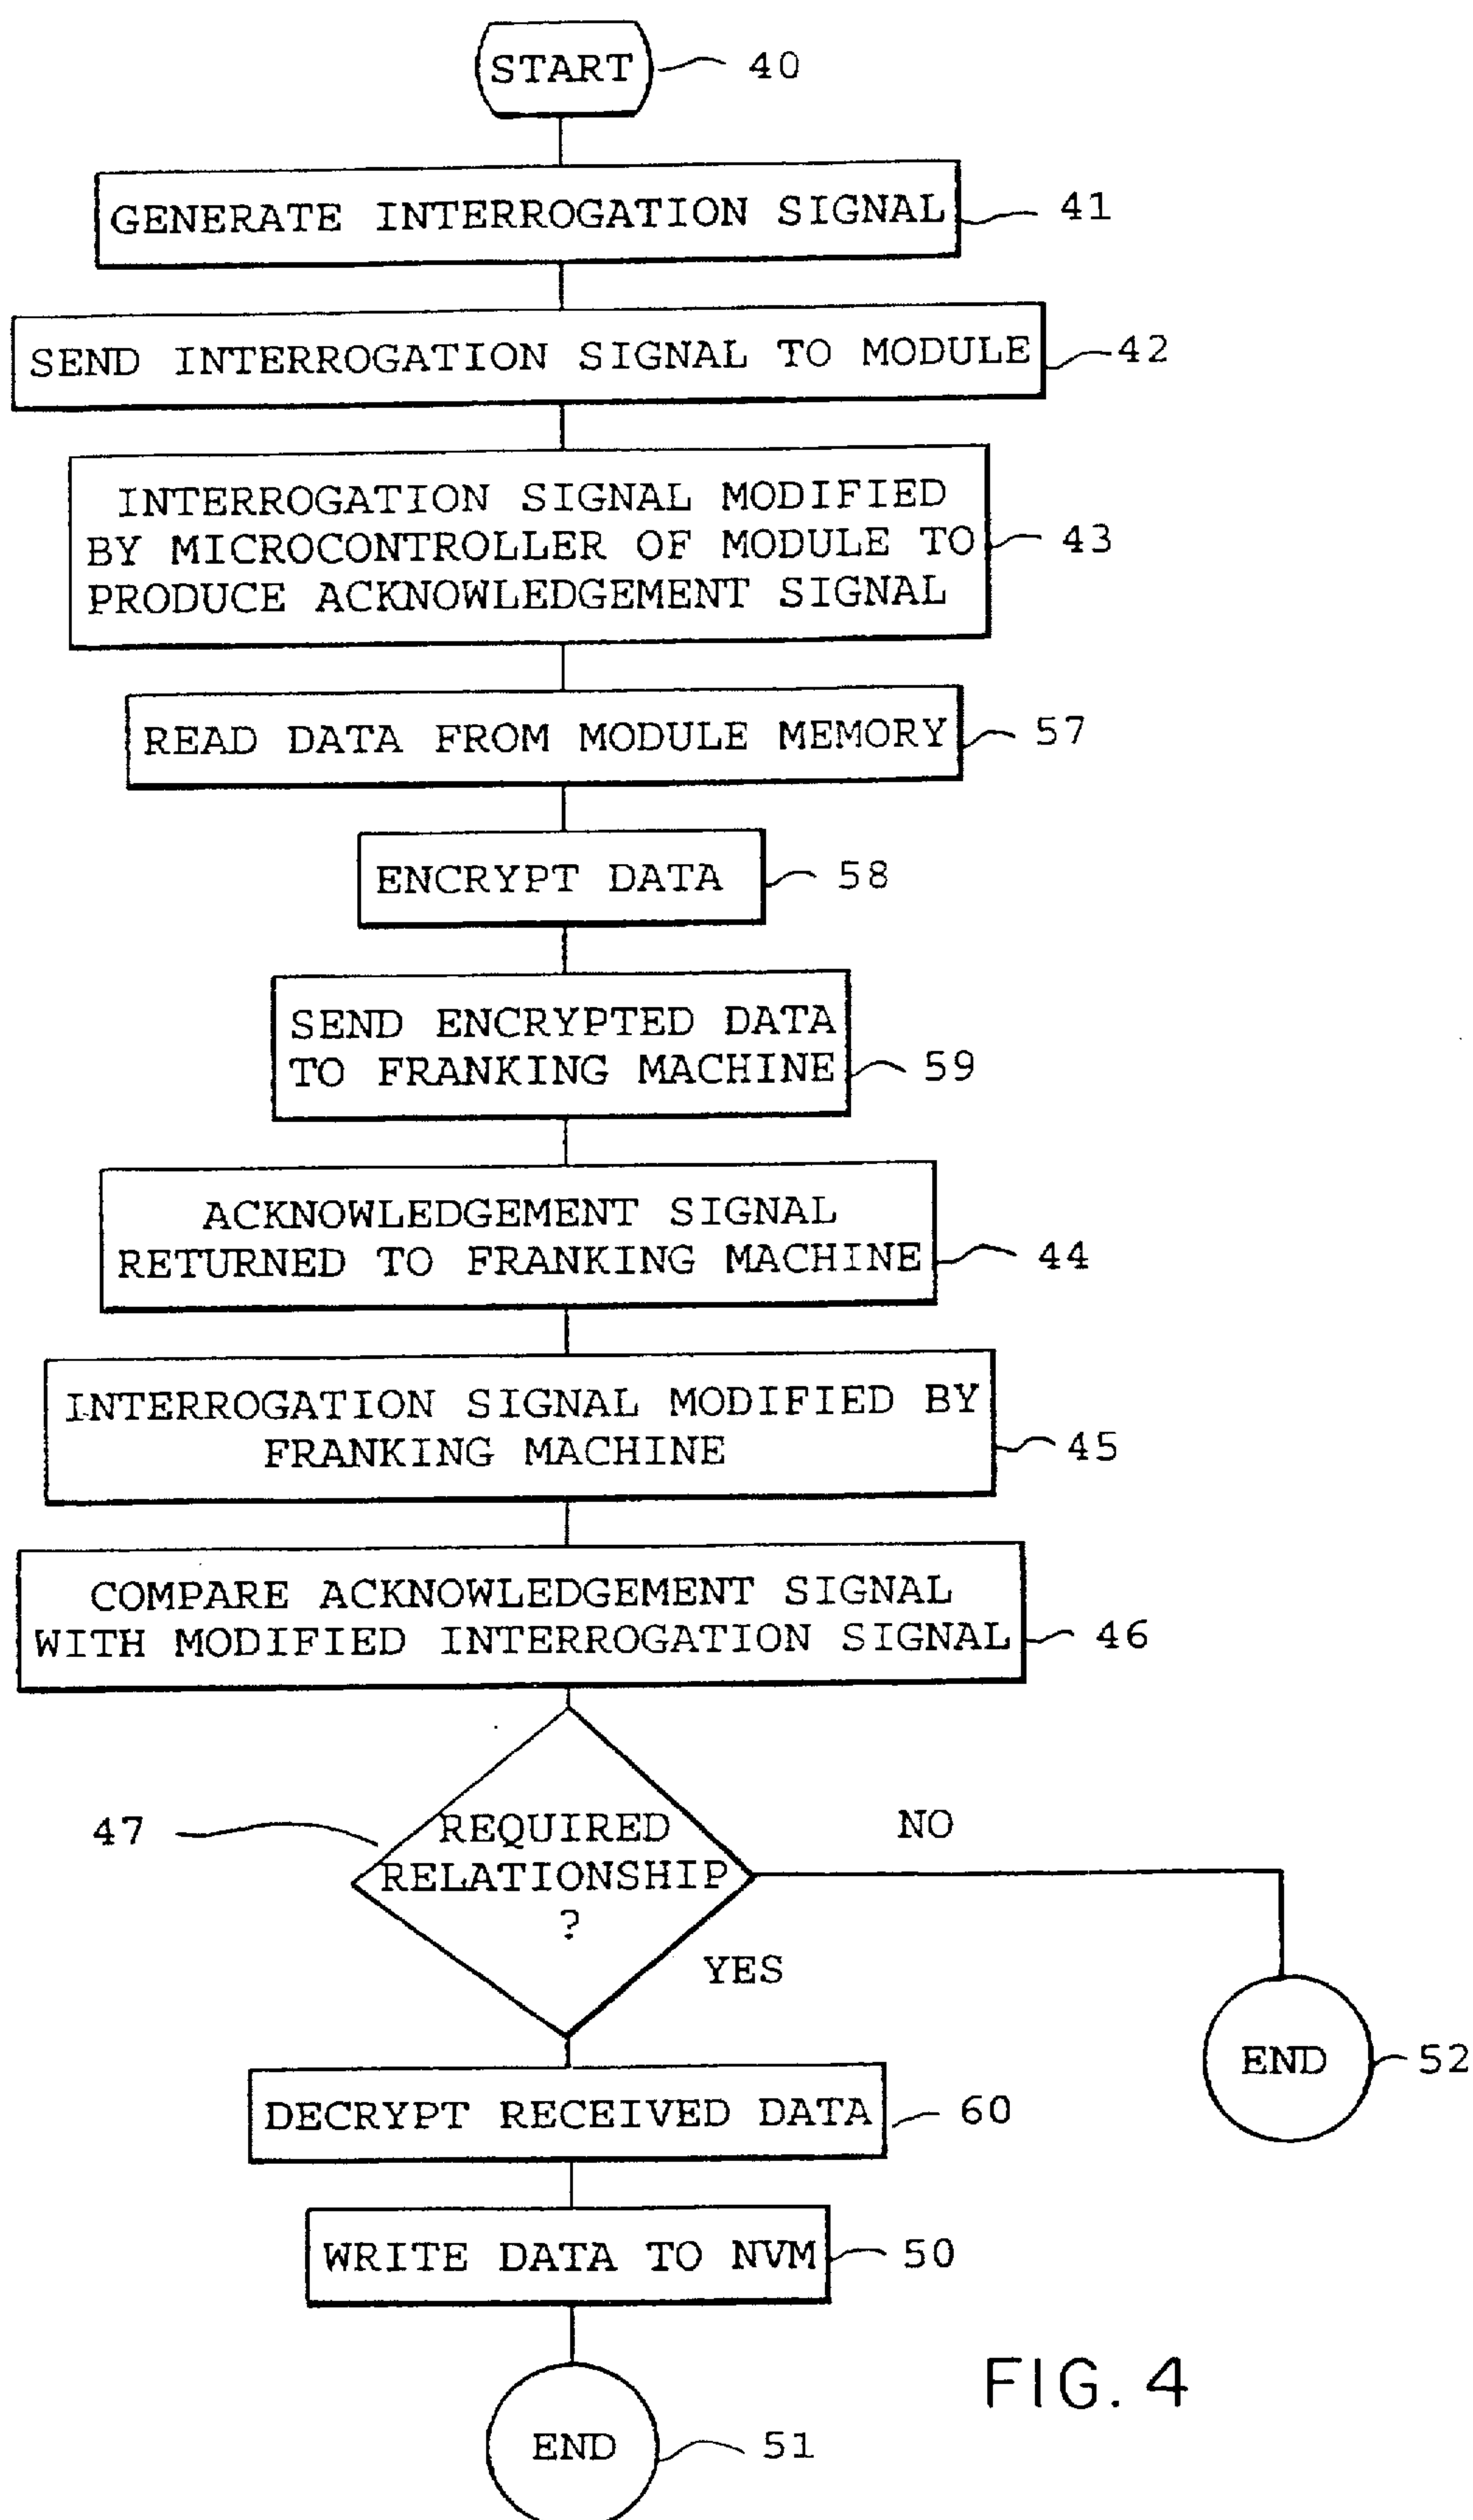 START 40
GENERATE INTERROGATION SIGNAL 41
SEND INTERROGATION SIGNAL TO MODULE 42
INTERROGATION SIGNAL MODIFIED
BY MICROCONTROLLER OF MODULE TO 43
PRODUCE ACKNOWLEDGEMENT SIGNAL
READ DATA FROM MODULE MEMORY 57
ENCRYPT DATA 58
SEND ENCRYPTED DATA
TO FRANKING MACHINE 59
ACKNOWLEDGEMENT SIGNAL
RETURNED TO FRANKING MACHINE 44
INTERROGATION SIGNAL MODIFIED BY
FRANKING MACHINE 45
COMPARE ACKNOWLEDGEMENT SIGNAL
WITH MODIFIED INTERROGATION SIGNAL 46
47 REQUIRED NO
RELATIONSHIP
?
YES
END 52
DECRYPT RECEIVED DATA 60
WRITE DATA TO NVM 50
FIG. 4
END 51